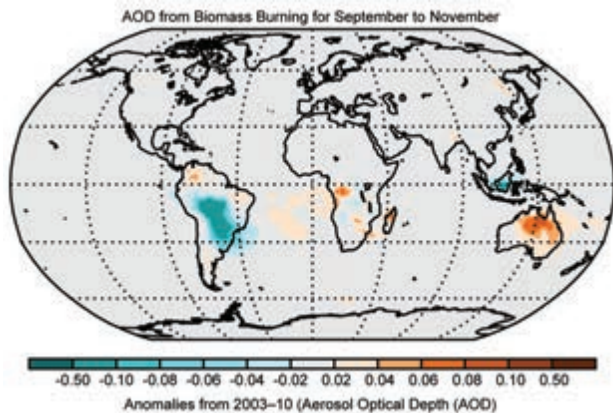 AOD from Biomass Burning for September to November
-0.50 -0.10 -0.08 -0.06 -0.04 -0.02 0.02 0.04 0.06 0.08 0.10 0.50
Anomalies from 2003–10 (Aerosol Optical Depth (AOD)